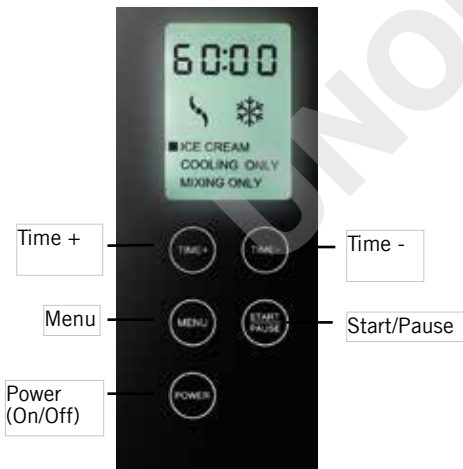 60:00
ICE CREAM
COOLING ONLY
MIXING ONLY
Time +
TIME+
TIME-
Time -
Menu
MENU
START
PAUSE
Start/Pause
Power
(On/Off)
POWER